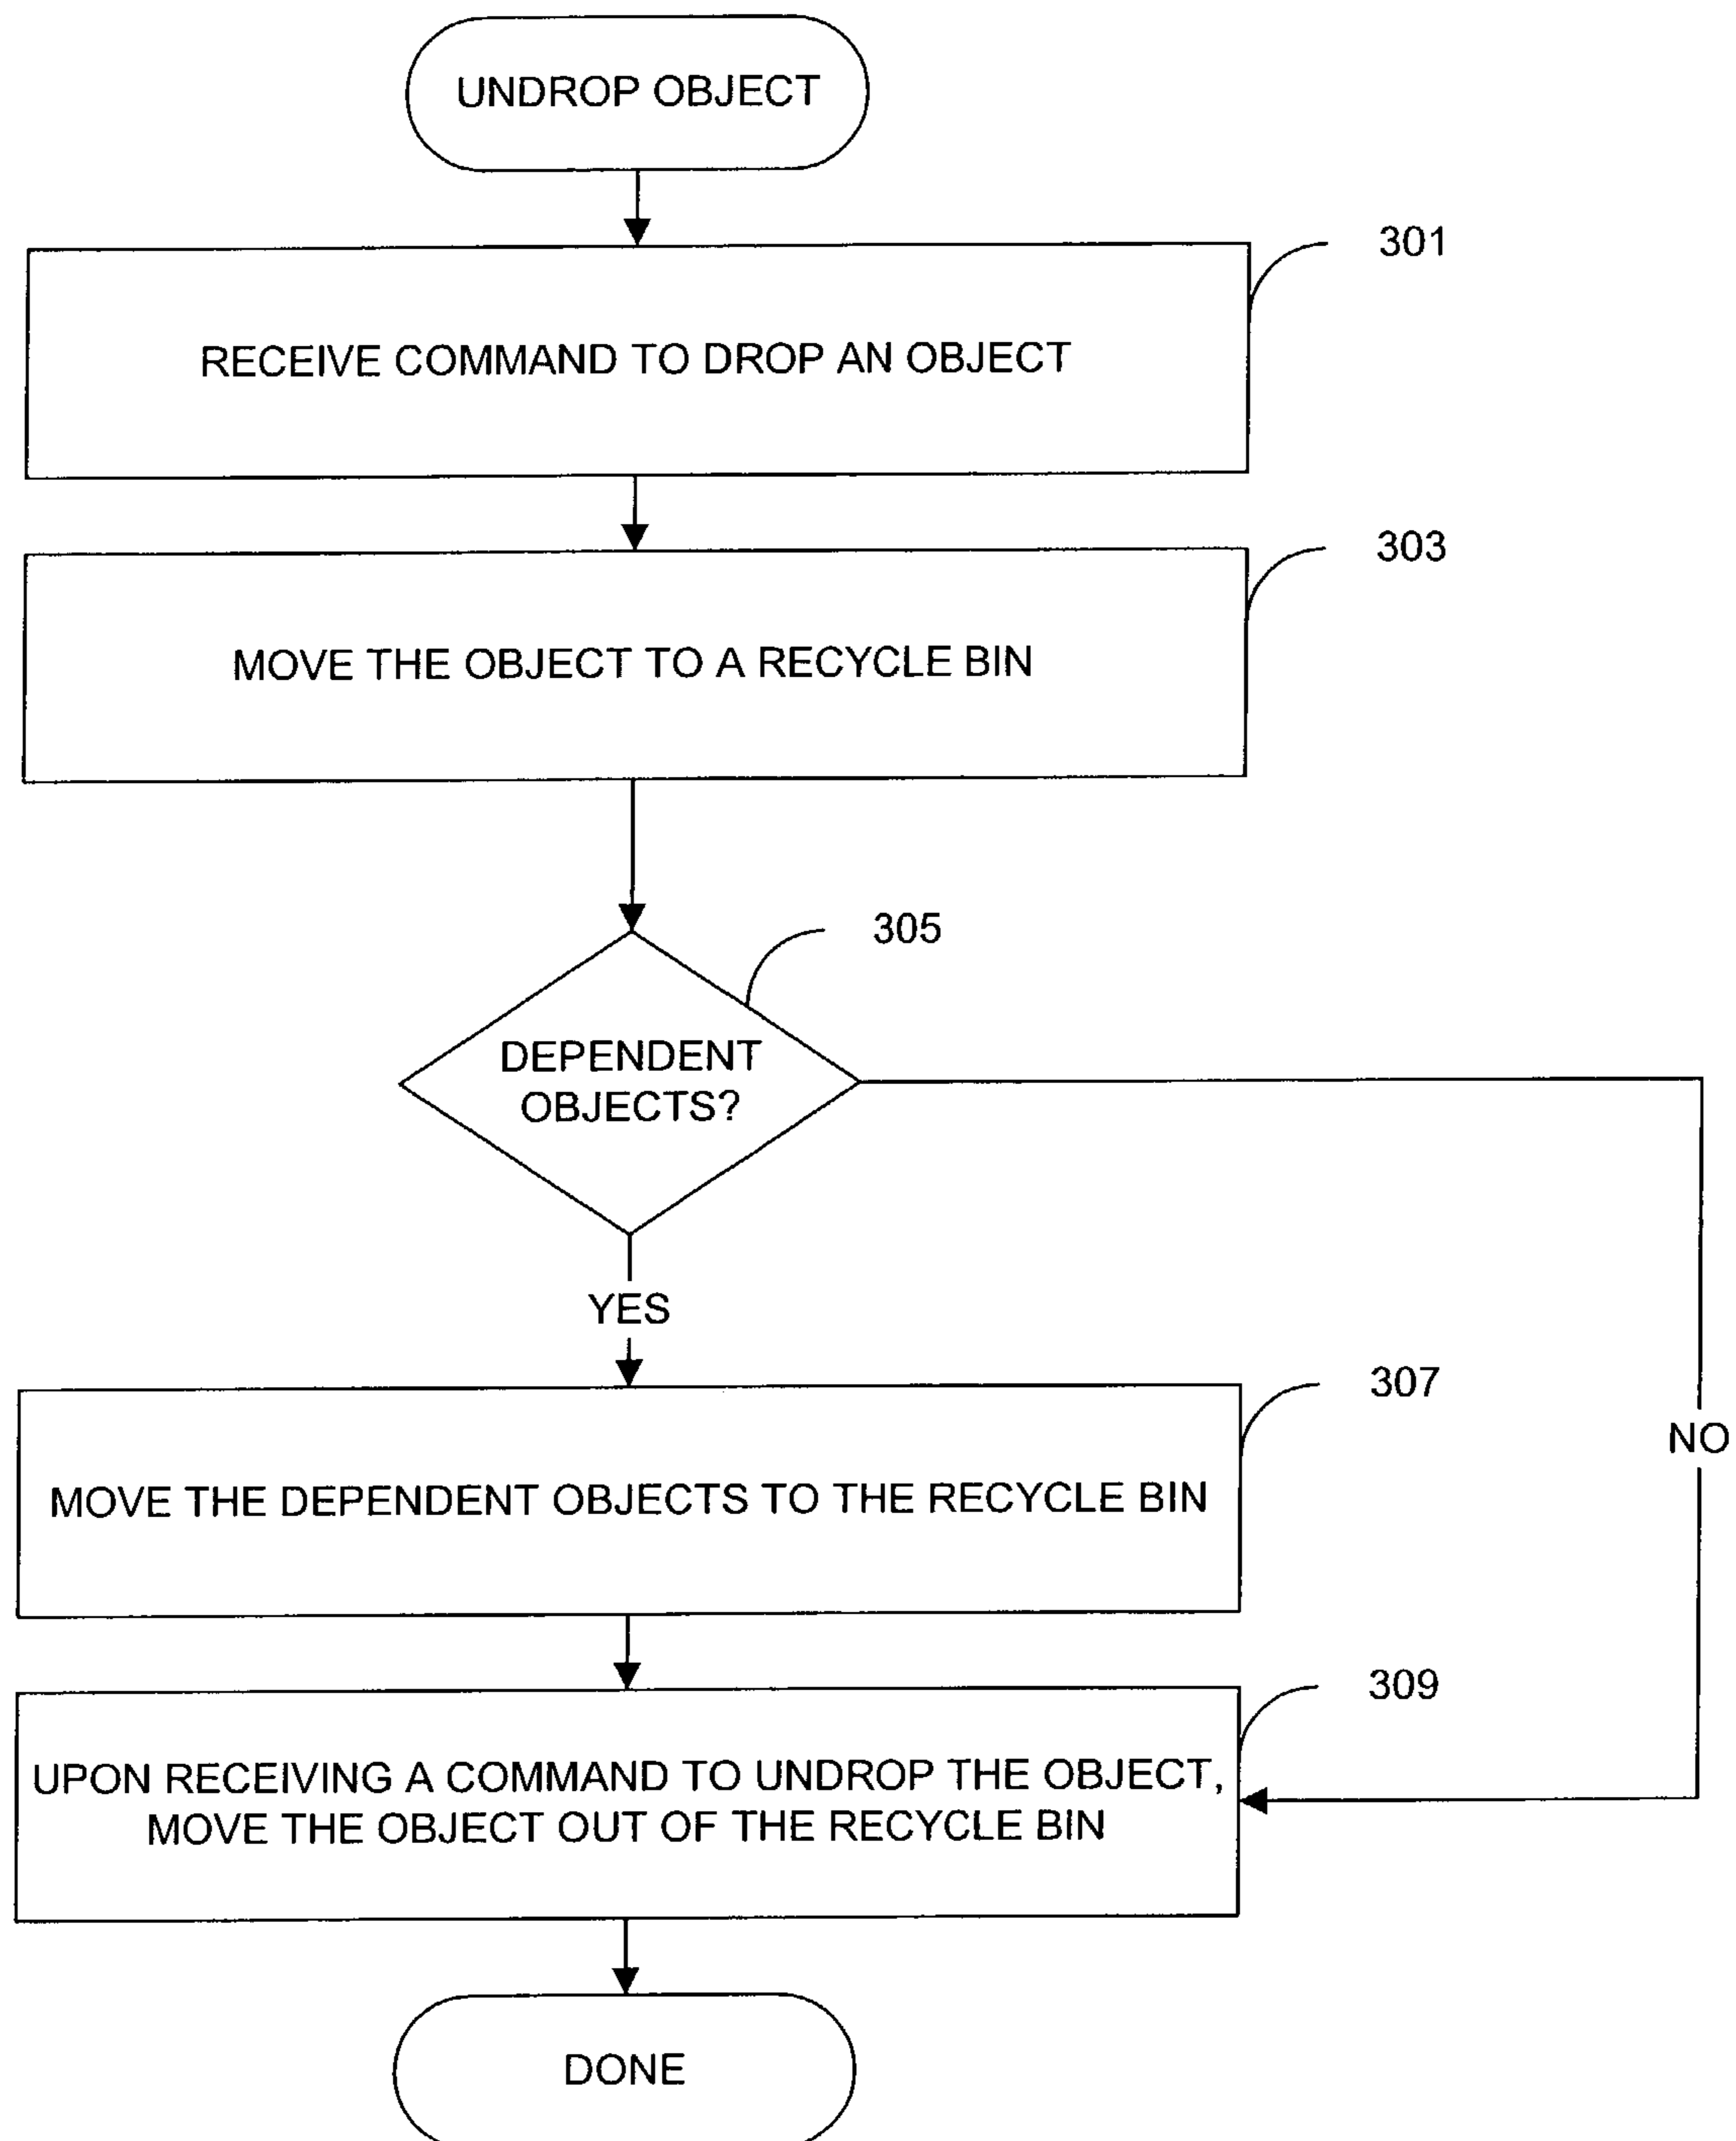 UNDROP OBJECT
301
RECEIVE COMMAND TO DROP AN OBJECT
303
MOVE THE OBJECT TO A RECYCLE BIN
305
DEPENDENT
OBJECTS?
YES
307
NO
MOVE THE DEPENDENT OBJECTS TO THE RECYCLE BIN
309
UPON RECEIVING A COMMAND TO UNDROP THE OBJECT,
MOVE THE OBJECT OUT OF THE RECYCLE BIN
DONE